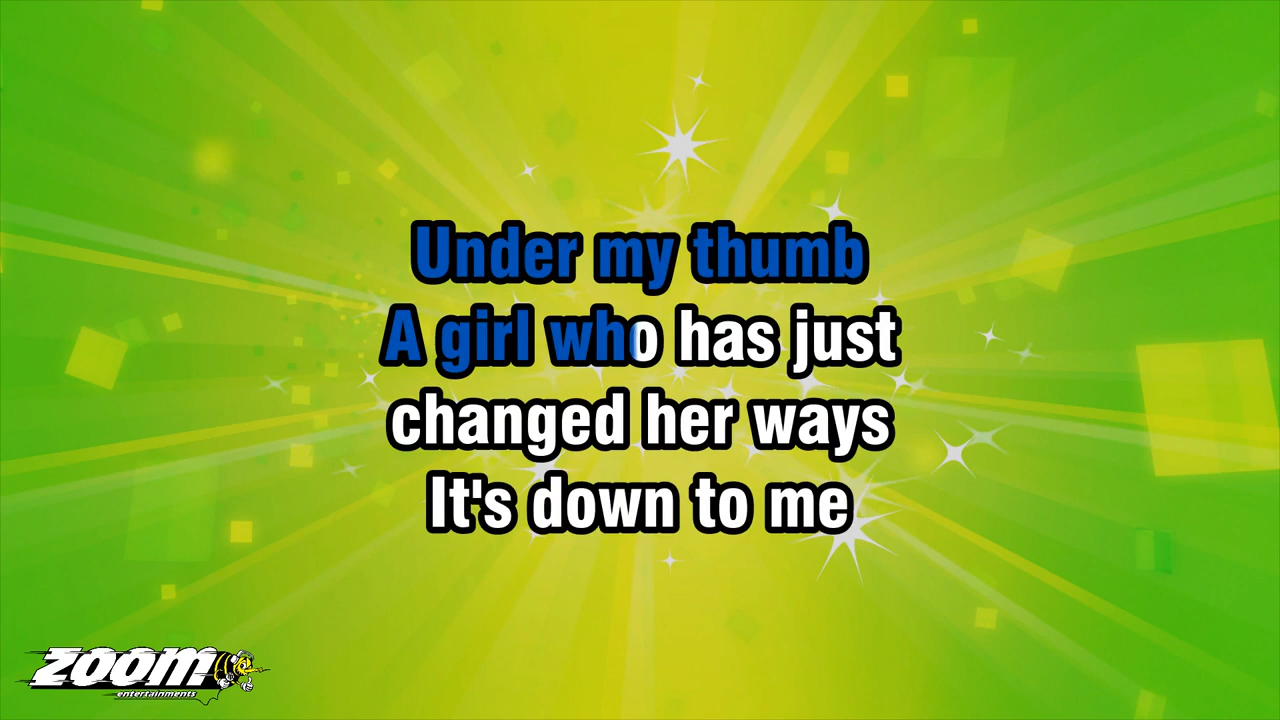 Under my thumb
A girl who has just
changed her ways
It's down to me
zoom
entertainments